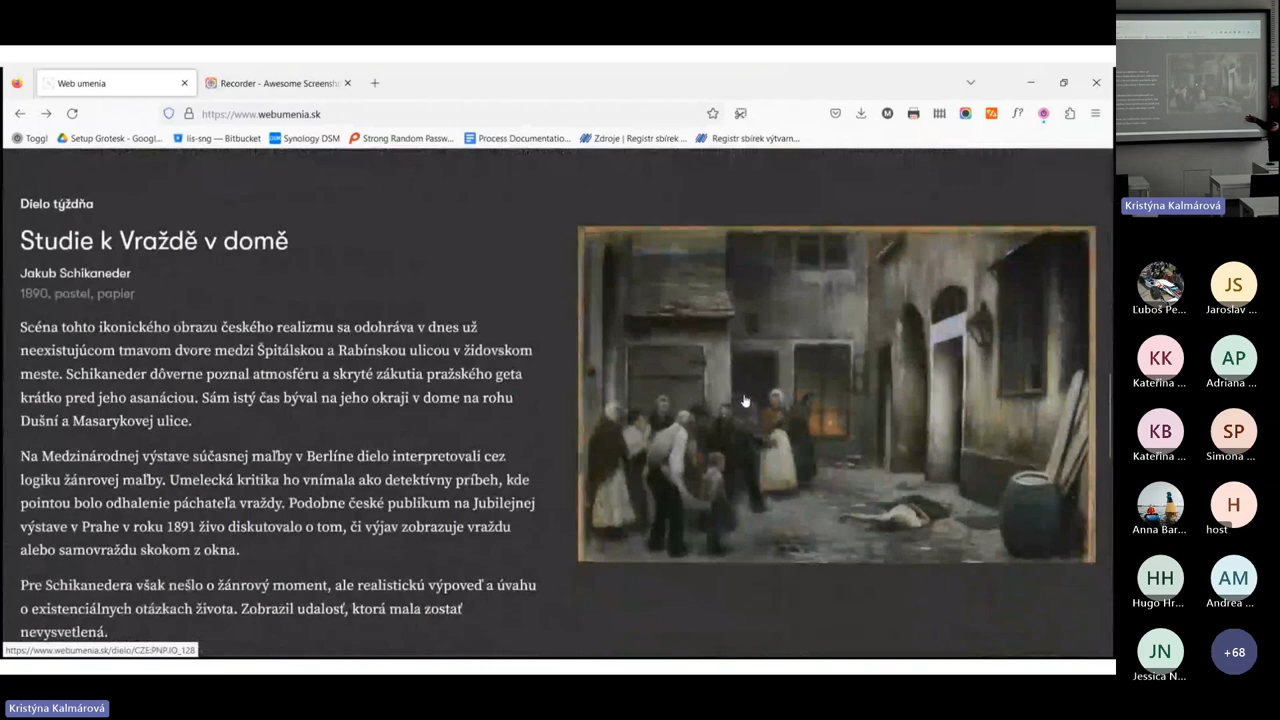 Web umenia
Recorder - Awesome Screensh
https://www.webumenia.sk
Toggl
Setup Grotesk - Googl...
lis-sng — Bitbucket
Synology DSM
Strong Random Passw...
Process Documentatio...
Zdroje | Registr sbírek ...
Registr sbírek výtvarn...
Dielo týždňa
Studie k Vraždě v domě
Jakub Schikaneder
1890, pastel, papier
Scéna tohto ikonického obrazu českého realizmu sa odohráva v dnes už
neexistujúcom tmavom dvore medzi Špitálskou a Rabínskou ulicou v židovskom
meste. Schikaneder dôverne poznal atmosféru a skryté zákutia pražského geta
krátko pred jeho asanáciou. Sám istý čas býval na jeho okraji v dome na rohu
Dušní a Masarykovej ulice.
Na Medzinárodnej výstave súčasnej maľby v Berlíne dielo interpretovali cez
logiku žánrovej maľby. Umelecká kritika ho vnímala ako detektívny príbeh, kde
pointou bolo odhalenie páchateľa vraždy. Podobne české publikum na Jubilejnej
výstave v Prahe v roku 1891 živo diskutovalo o tom, či výjav zobrazuje vraždu
alebo samovraždu skokom z okna.
Pre Schikanedera však nešlo o žánrový moment, ale realistickú výpoveď a úvahu
o existenciálnych otázkach života. Zobrazil udalosť, ktorá mala zostať
nevysvetlená.
https://www.webumenia.sk/dielo/CZE:PNP.IO_128
Kristýna Kalmárová
Kristýna Kalmárová
Ľuboš Pe...
JS
Jaroslav ...
KK
Kateřina ...
AP
Adriana ...
KB
Kateřina ...
SP
Simona ...
Anna Bar...
H
host
HH
Hugo Hr...
AM
Andrea ...
JN
Jessica N...
+68